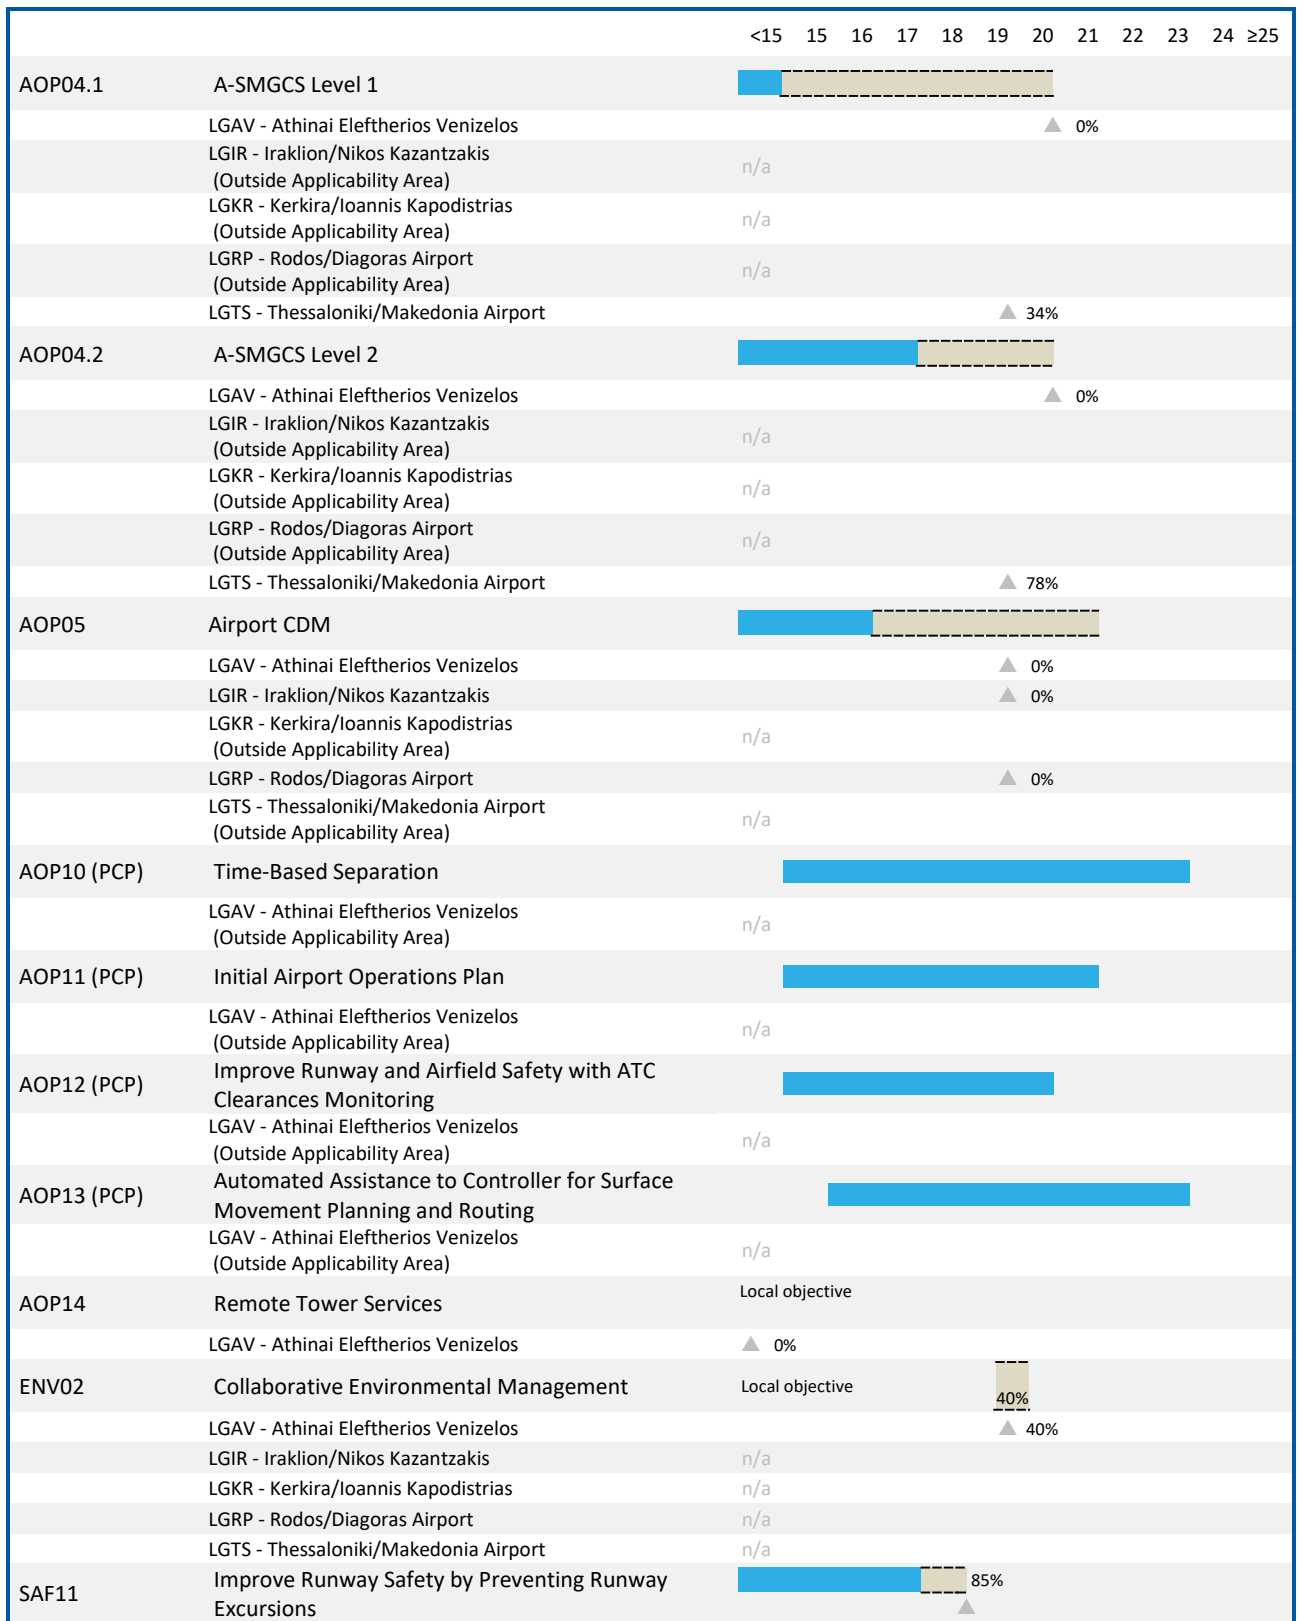 <15 15 16 17 18 19 20 21 22 23 24 ≥25
AOP04.1 A-SMGCS Level 1
LGAV - Athinai Eleftherios Venizelos 0%
LGIR - Iraklion/Nikos Kazantzakis
(Outside Applicability Area) n/a
LGKR - Kerkira/Ioannis Kapodistrias
(Outside Applicability Area) n/a
LGRP - Rodos/Diagoras Airport
(Outside Applicability Area) n/a
LGTS - Thessaloniki/Makedonia Airport 34%
AOP04.2 A-SMGCS Level 2
LGAV - Athinai Eleftherios Venizelos 0%
LGIR - Iraklion/Nikos Kazantzakis
(Outside Applicability Area) n/a
LGKR - Kerkira/Ioannis Kapodistrias
(Outside Applicability Area) n/a
LGRP - Rodos/Diagoras Airport
(Outside Applicability Area) n/a
LGTS - Thessaloniki/Makedonia Airport 78%
AOP05 Airport CDM
LGAV - Athinai Eleftherios Venizelos 0%
LGIR - Iraklion/Nikos Kazantzakis 0%
LGKR - Kerkira/Ioannis Kapodistrias
(Outside Applicability Area) n/a
LGRP - Rodos/Diagoras Airport 0%
LGTS - Thessaloniki/Makedonia Airport
(Outside Applicability Area) n/a
AOP10 (PCP) Time-Based Separation
LGAV - Athinai Eleftherios Venizelos
(Outside Applicability Area) n/a
AOP11 (PCP) Initial Airport Operations Plan
LGAV - Athinai Eleftherios Venizelos
(Outside Applicability Area) n/a
AOP12 (PCP) Improve Runway and Airfield Safety with ATC
Clearances Monitoring
LGAV - Athinai Eleftherios Venizelos
(Outside Applicability Area) n/a
AOP13 (PCP) Automated Assistance to Controller for Surface
Movement Planning and Routing
LGAV - Athinai Eleftherios Venizelos
(Outside Applicability Area) n/a
AOP14 Remote Tower Services Local objective
LGAV - Athinai Eleftherios Venizelos 0%
ENV02 Collaborative Environmental Management Local objective 40%
LGAV - Athinai Eleftherios Venizelos 40%
LGIR - Iraklion/Nikos Kazantzakis n/a
LGKR - Kerkira/Ioannis Kapodistrias n/a
LGRP - Rodos/Diagoras Airport n/a
LGTS - Thessaloniki/Makedonia Airport n/a
SAF11 Improve Runway Safety by Preventing Runway
Excursions 85%